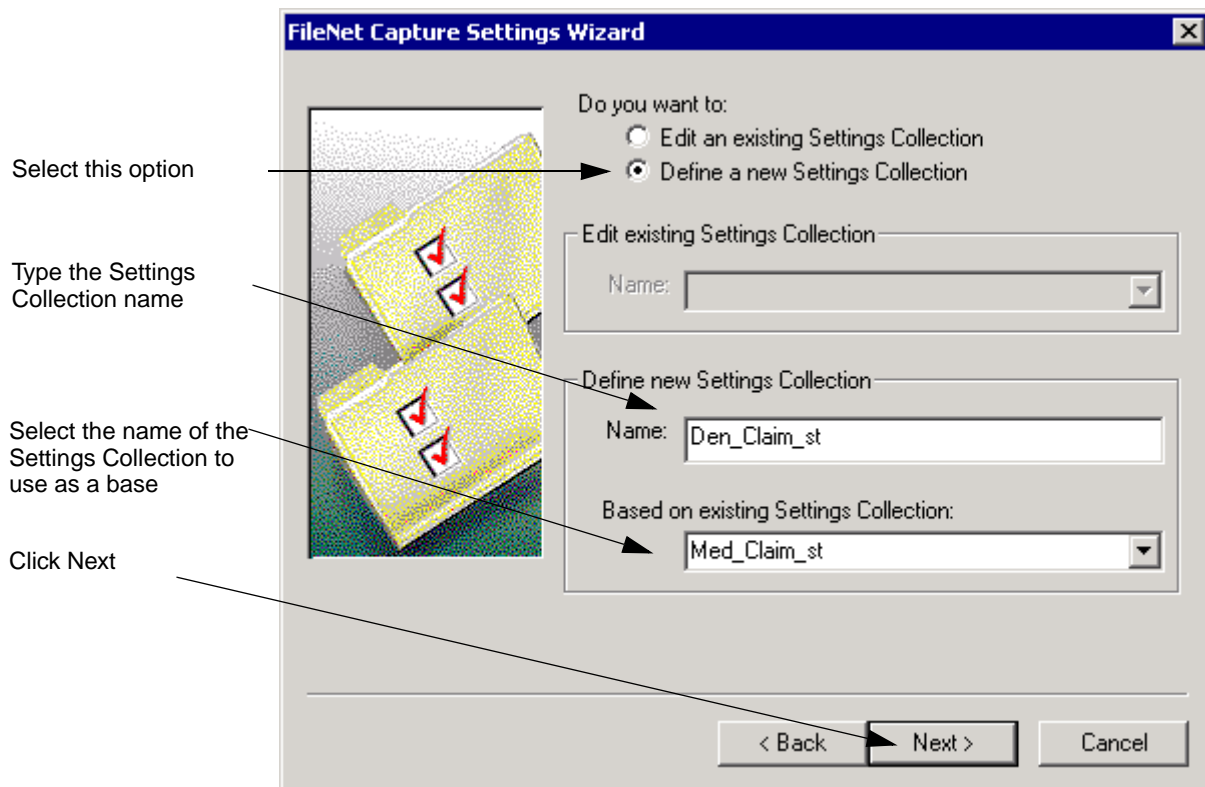 FileNet Capture Settings Wizard
Do you want to:
Edit an existing Settings Collection
Select this option
Define a new Settings Collection
Edit existing Settings Collection
Type the Settings
Collection name
Name:
Define new Settings Collection
Select the name of the
Settings Collection to
use as a base
Name: Den_Claim_st
Based on existing Settings Collection:
Med_Claim_st
Click Next
< Back
Next >
Cancel